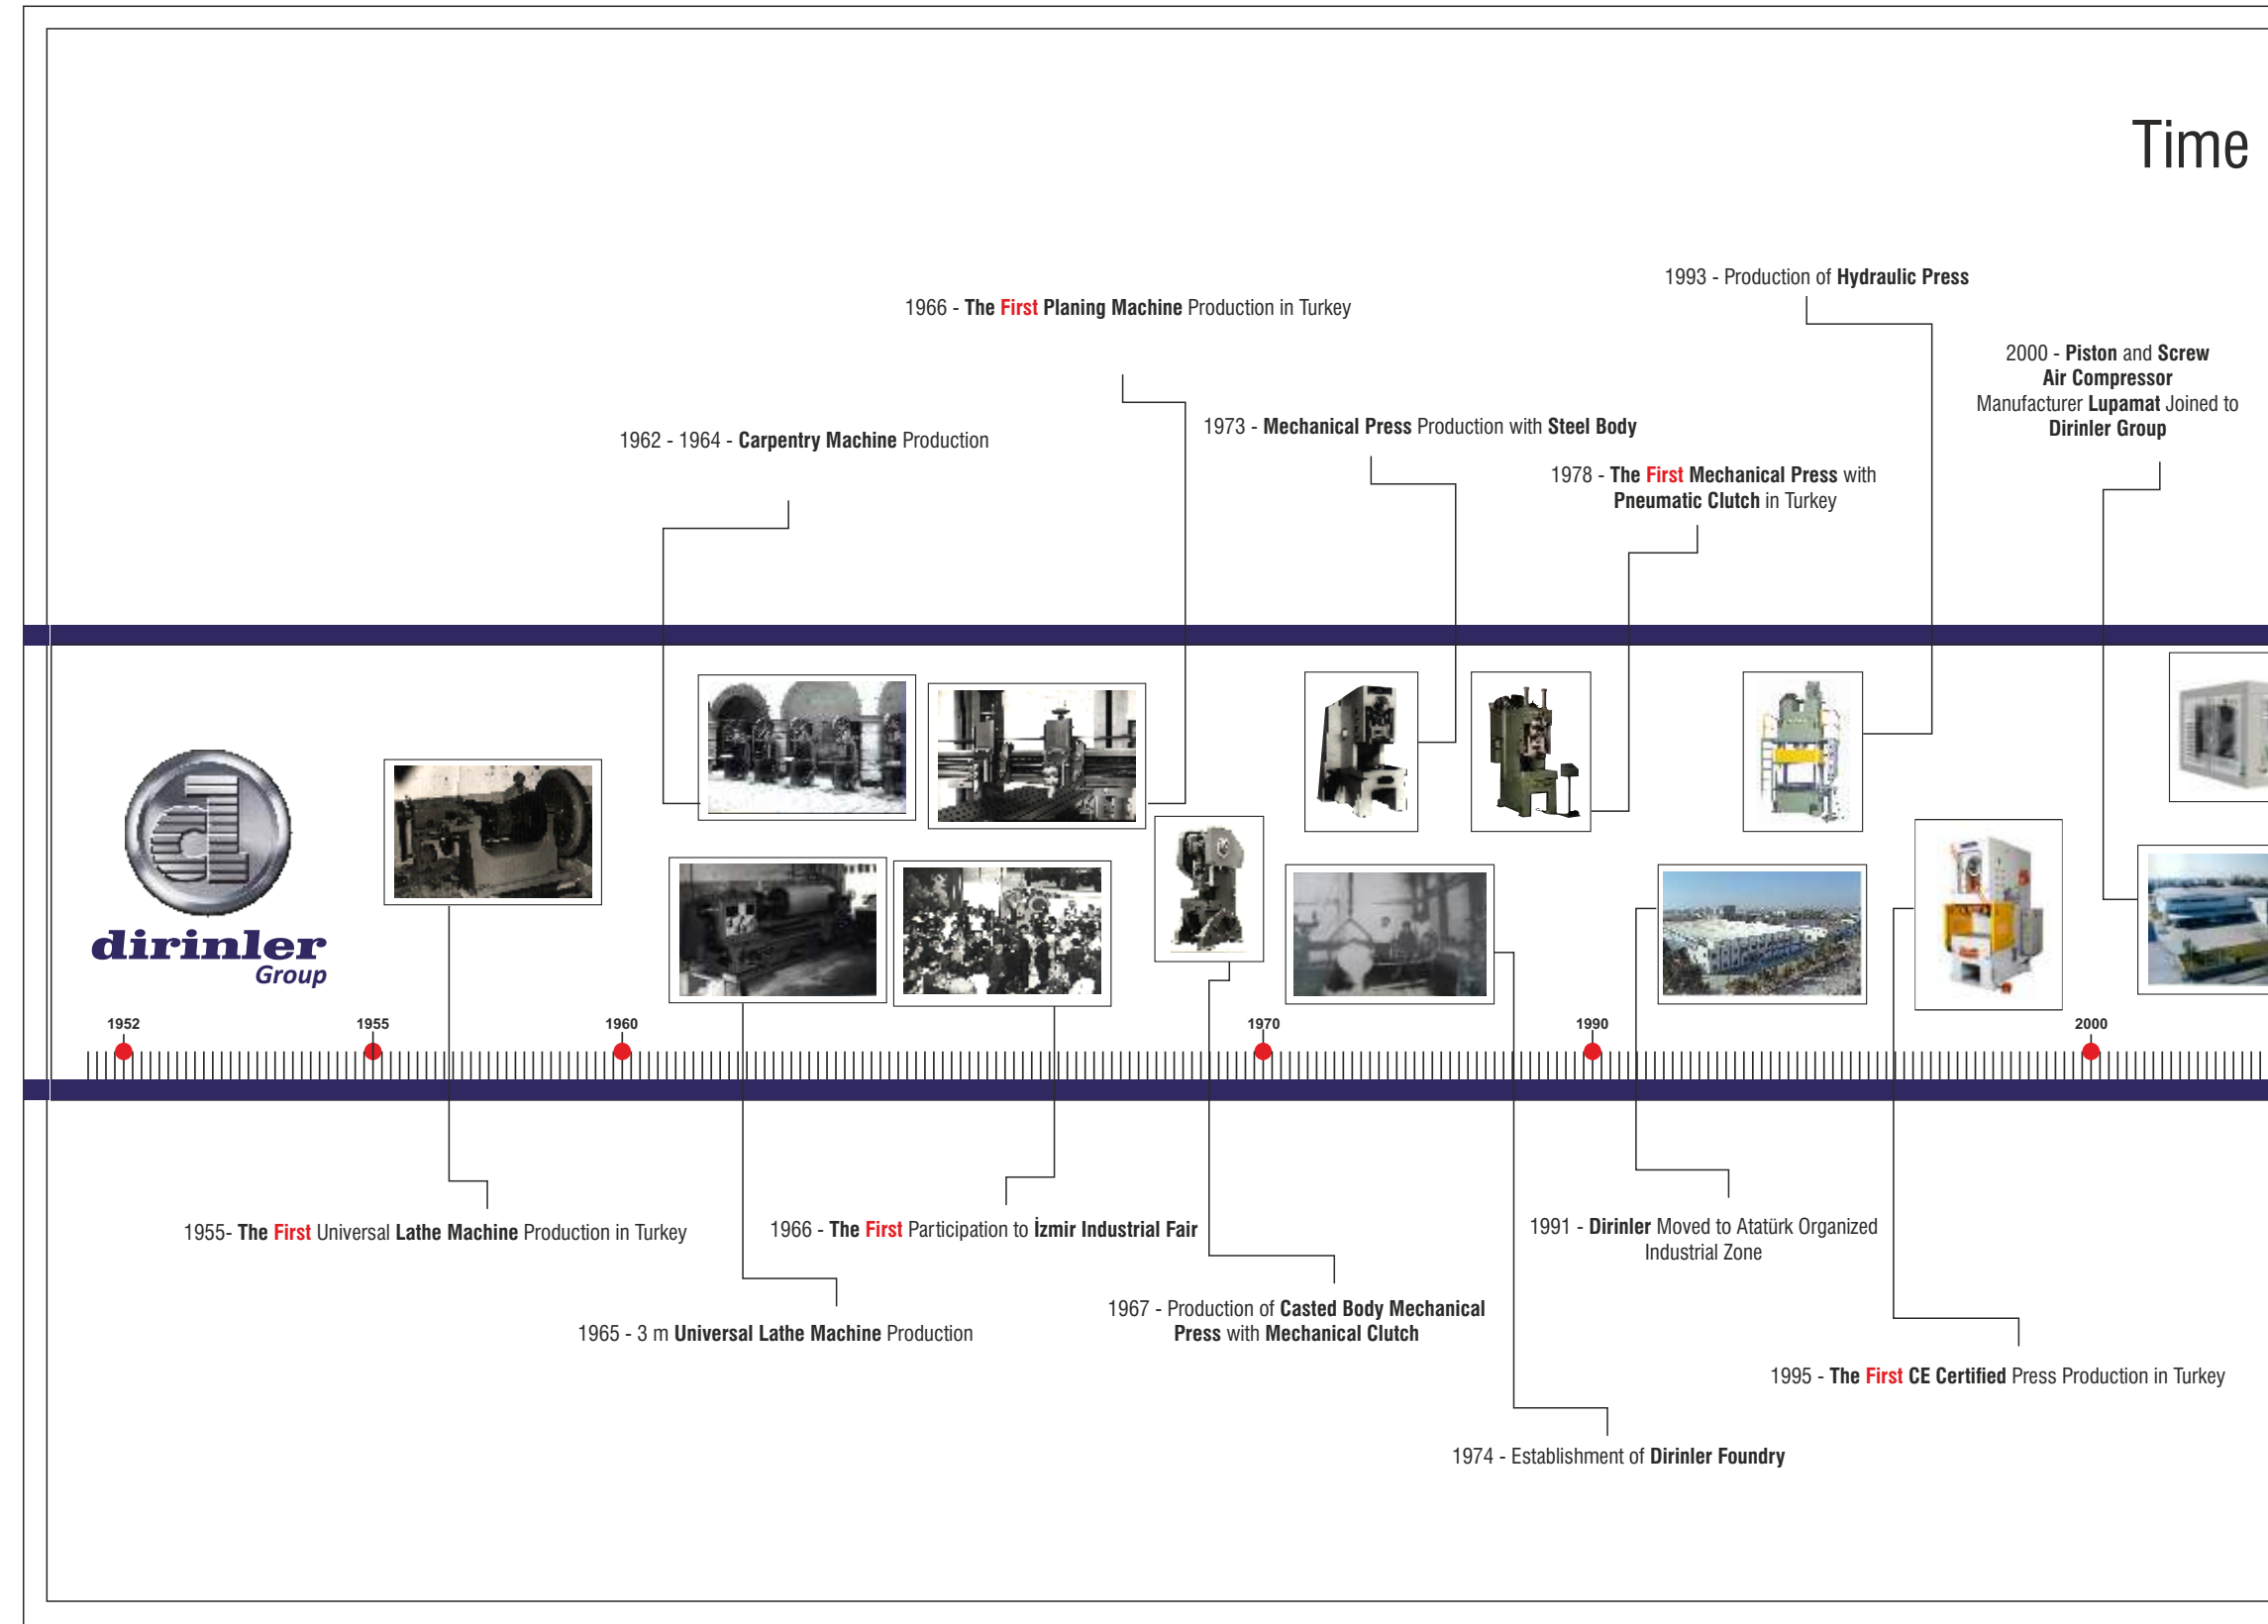 Time
1993 - Production of Hydraulic Press
1966 - The First Planing Machine Production in Turkey
2000 - Piston and Screw
Air Compressor
Manufacturer Lupamat Joined to
Dirinler Group
1973 - Mechanical Press Production with Steel Body
1962 - 1964 - Carpentry Machine Production
1978 - The First Mechanical Press with
Pneumatic Clutch in Turkey
dirinler
Group
1952
1955
1960
1970
1990
2000
1955- The First Universal Lathe Machine Production in Turkey
1966 - The First Participation to İzmir Industrial Fair
1991 - Dirinler Moved to Atatürk Organized
Industrial Zone
1967 - Production of Casted Body Mechanical
Press with Mechanical Clutch
1965 - 3 m Universal Lathe Machine Production
1995 - The First CE Certified Press Production in Turkey
1974 - Establishment of Dirinler Foundry